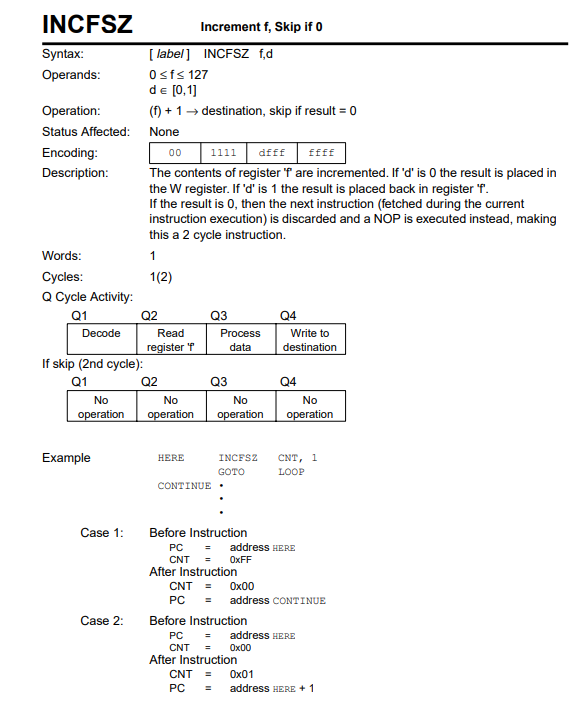 INCFSZ Increment f, Skip if 0
Syntax: [ label ] INCFSZ f,d
Operands: 0 ≤ f ≤ 127
d ∈ [0,1]
Operation: (f) + 1 → destination, skip if result = 0
Status Affected: None
Encoding: 00 1111 dfff ffff
Description: The contents of register 'f' are incremented. If 'd' is 0 the result is placed in
the W register. If 'd' is 1 the result is placed back in register 'f'.
If the result is 0, then the next instruction (fetched during the current
instruction execution) is discarded and a NOP is executed instead, making
this a 2 cycle instruction.
Words: 1
Cycles: 1(2)
Q Cycle Activity:
Q1 Q2 Q3 Q4
Decode Read Process Write to
register 'f' data destination
If skip (2nd cycle):
Q1 Q2 Q3 Q4
No No No No
operation operation operation operation
Example HERE INCFSZ CNT, 1
GOTO LOOP
CONTINUE •
•
•
Case 1: Before Instruction
PC = address HERE
CNT = 0xFF
After Instruction
CNT = 0x00
PC = address CONTINUE
Case 2: Before Instruction
PC = address HERE
CNT = 0x00
After Instruction
CNT = 0x01
PC = address HERE + 1